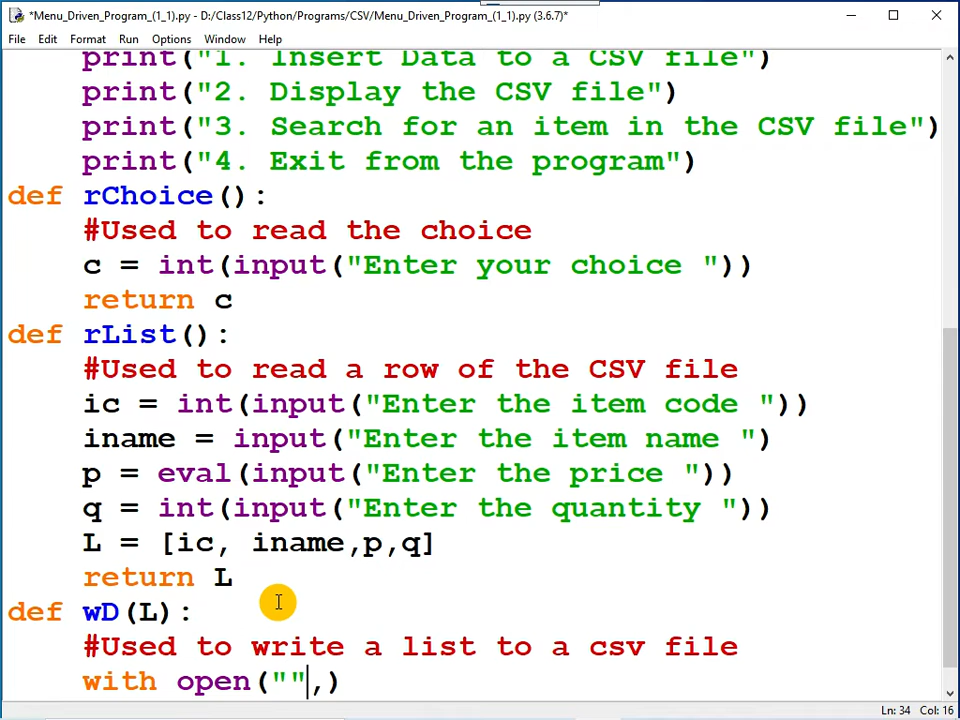 *Menu_Driven_Program_(1_1).py - D:/Class12/Python/Programs/CSV/Menu_Driven_Program_(1_1).py (3.6.7)*
File Edit Format Run Options Window Help
    print("1. Insert Data to a CSV file")
    print("2. Display the CSV file")
    print("3. Search for an item in the CSV file")
    print("4. Exit from the program")
def rChoice():
    #Used to read the choice
    c = int(input("Enter your choice "))
    return c
def rList():
    #Used to read a row of the CSV file
    ic = int(input("Enter the item code "))
    iname = input("Enter the item name ")
    p = eval(input("Enter the price "))
    q = int(input("Enter the quantity "))
    L = [ic, iname,p,q]
    return L
def wD(L):
    #Used to write a list to a csv file
    with open("",)
Ln: 34 Col: 16